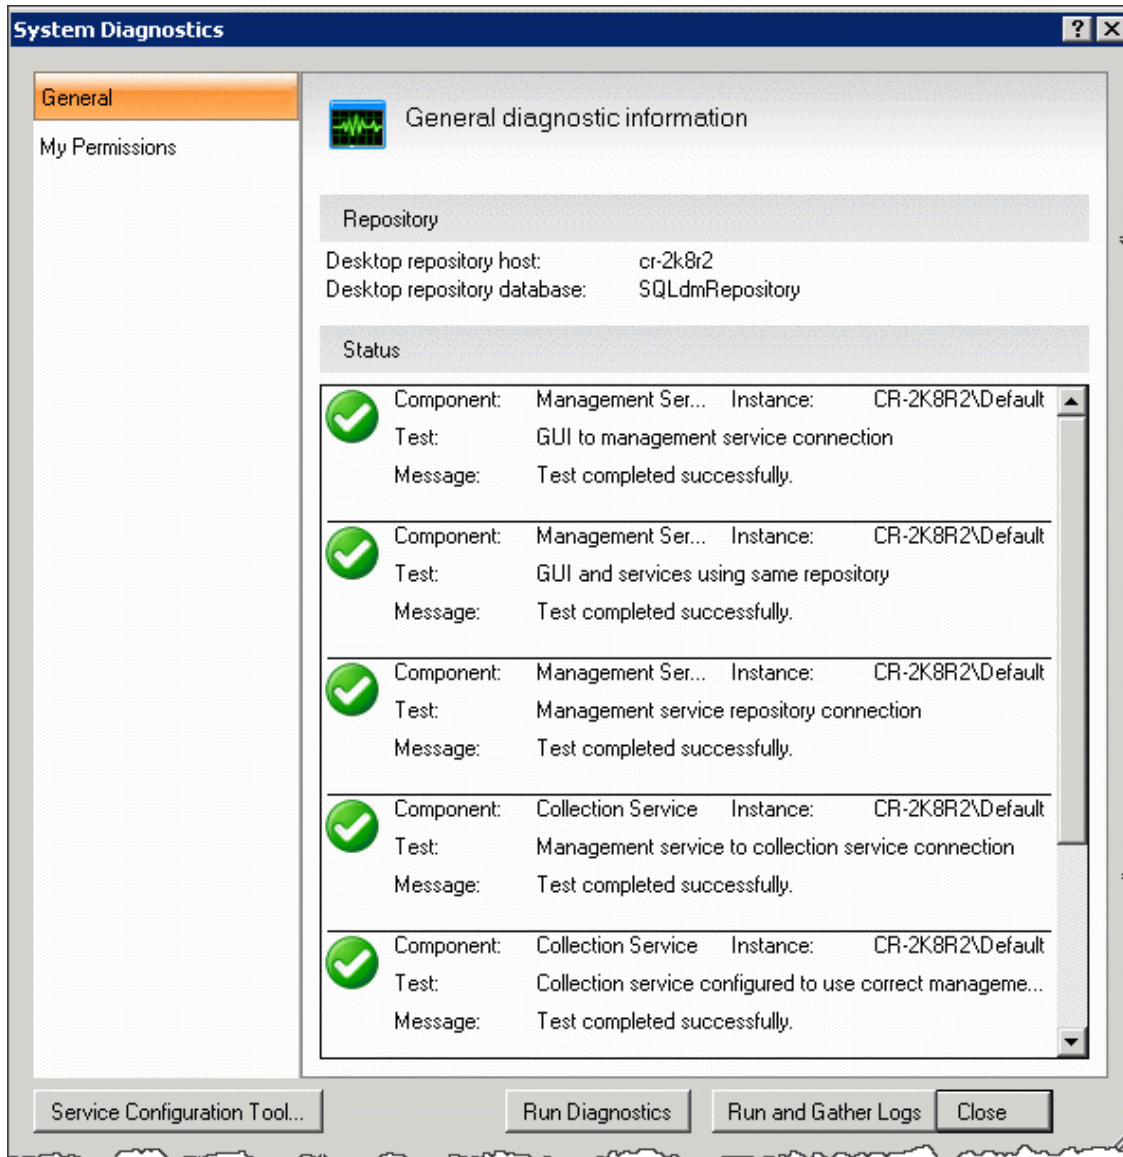 System Diagnostics
General
My Permissions
General diagnostic information
Repository
Desktop repository host: cr-2k8r2
Desktop repository database: SQLdmRepository
Status
Component: Management Ser... Instance: CR-2K8R2\Default
Test: GUI to management service connection
Message: Test completed successfully.
Component: Management Ser... Instance: CR-2K8R2\Default
Test: GUI and services using same repository
Message: Test completed successfully.
Component: Management Ser... Instance: CR-2K8R2\Default
Test: Management service repository connection
Message: Test completed successfully.
Component: Collection Service Instance: CR-2K8R2\Default
Test: Management service to collection service connection
Message: Test completed successfully.
Component: Collection Service Instance: CR-2K8R2\Default
Test: Collection service configured to use correct manageme...
Message: Test completed successfully.
Service Configuration Tool... Run Diagnostics Run and Gather Logs Close